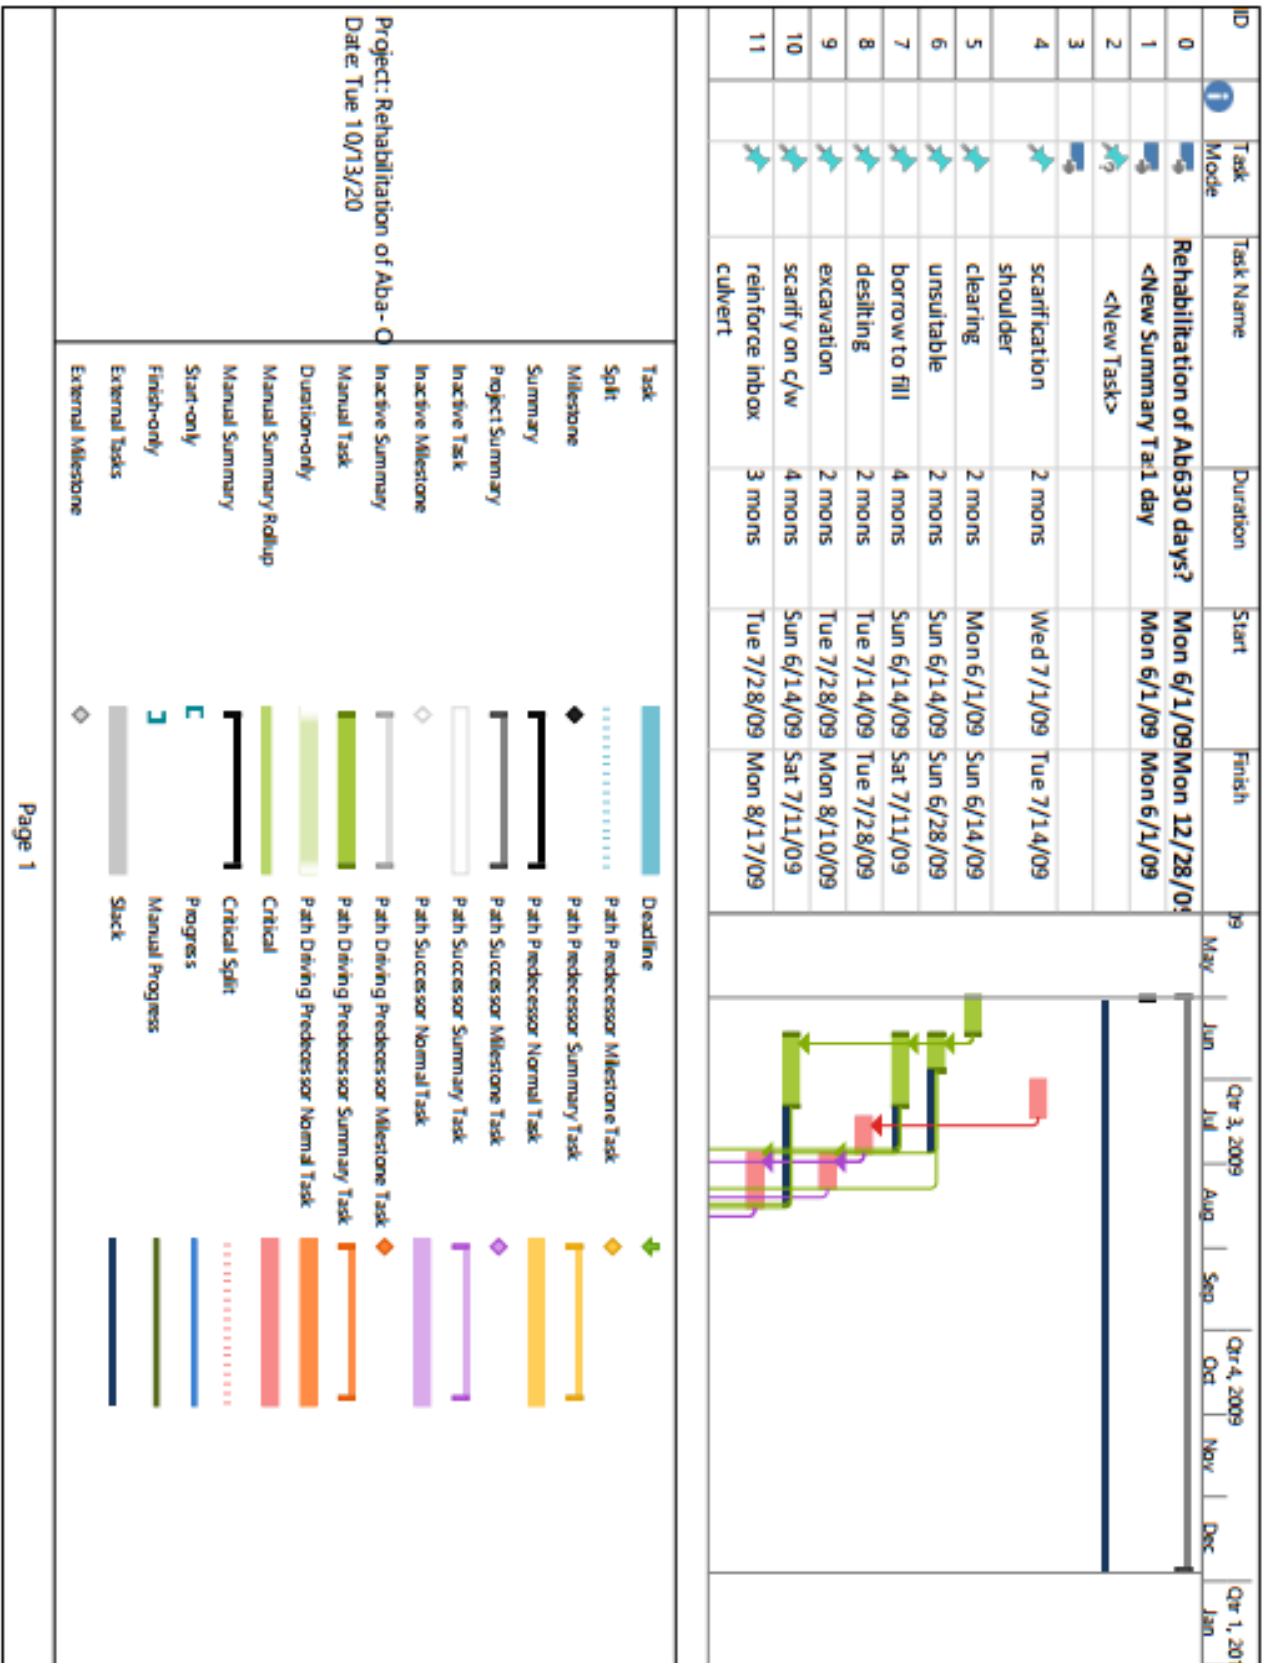 ID Task Mode Task Name Duration Start Finish
09 Qtr 3, 2009 Qtr 4, 2009 Qtr 1, 201
May Jun Jul Aug Sep Oct Nov Dec Jan
0 Rehabilitation of Ab630 days? Mon 6/1/09Mon 12/28/09
1 <New Summary Ta:1 day Mon 6/1/09 Mon 6/1/09
2 ? <New Task>
3
4 scarification shoulder 2 mons Wed 7/1/09 Tue 7/14/09
5 clearing 2 mons Mon 6/1/09 Sun 6/14/09
6 unsuitable 2 mons Sun 6/14/09 Sun 6/28/09
7 borrow to fill 4 mons Sun 6/14/09 Sat 7/11/09
8 desilting 2 mons Tue 7/14/09 Tue 7/28/09
9 excavation 2 mons Tue 7/28/09 Mon 8/10/09
10 scarify on c/w 4 mons Sun 6/14/09 Sat 7/11/09
11 reinforce inbox culvert 3 mons Tue 7/28/09 Mon 8/17/09
Project: Rehabilitation of Aba- O
Date: Tue 10/13/20
Task
Split
Milestone
Summary
Project Summary
Inactive Task
Inactive Milestone
Inactive Summary
Manual Task
Duration-only
Manual Summary Rollup
Manual Summary
Start-only
Finish-only
External Tasks
External Milestone
Deadline
Path Predecessor Milestone Task
Path Predecessor Summary Task
Path Predecessor Normal Task
Path Successor Milestone Task
Path Successor Summary Task
Path Successor Normal Task
Path Driving Predecessor Milestone Task
Path Driving Predecessor Summary Task
Path Driving Predecessor Normal Task
Critical
Critical Split
Progress
Manual Progress
Slack
Page 1